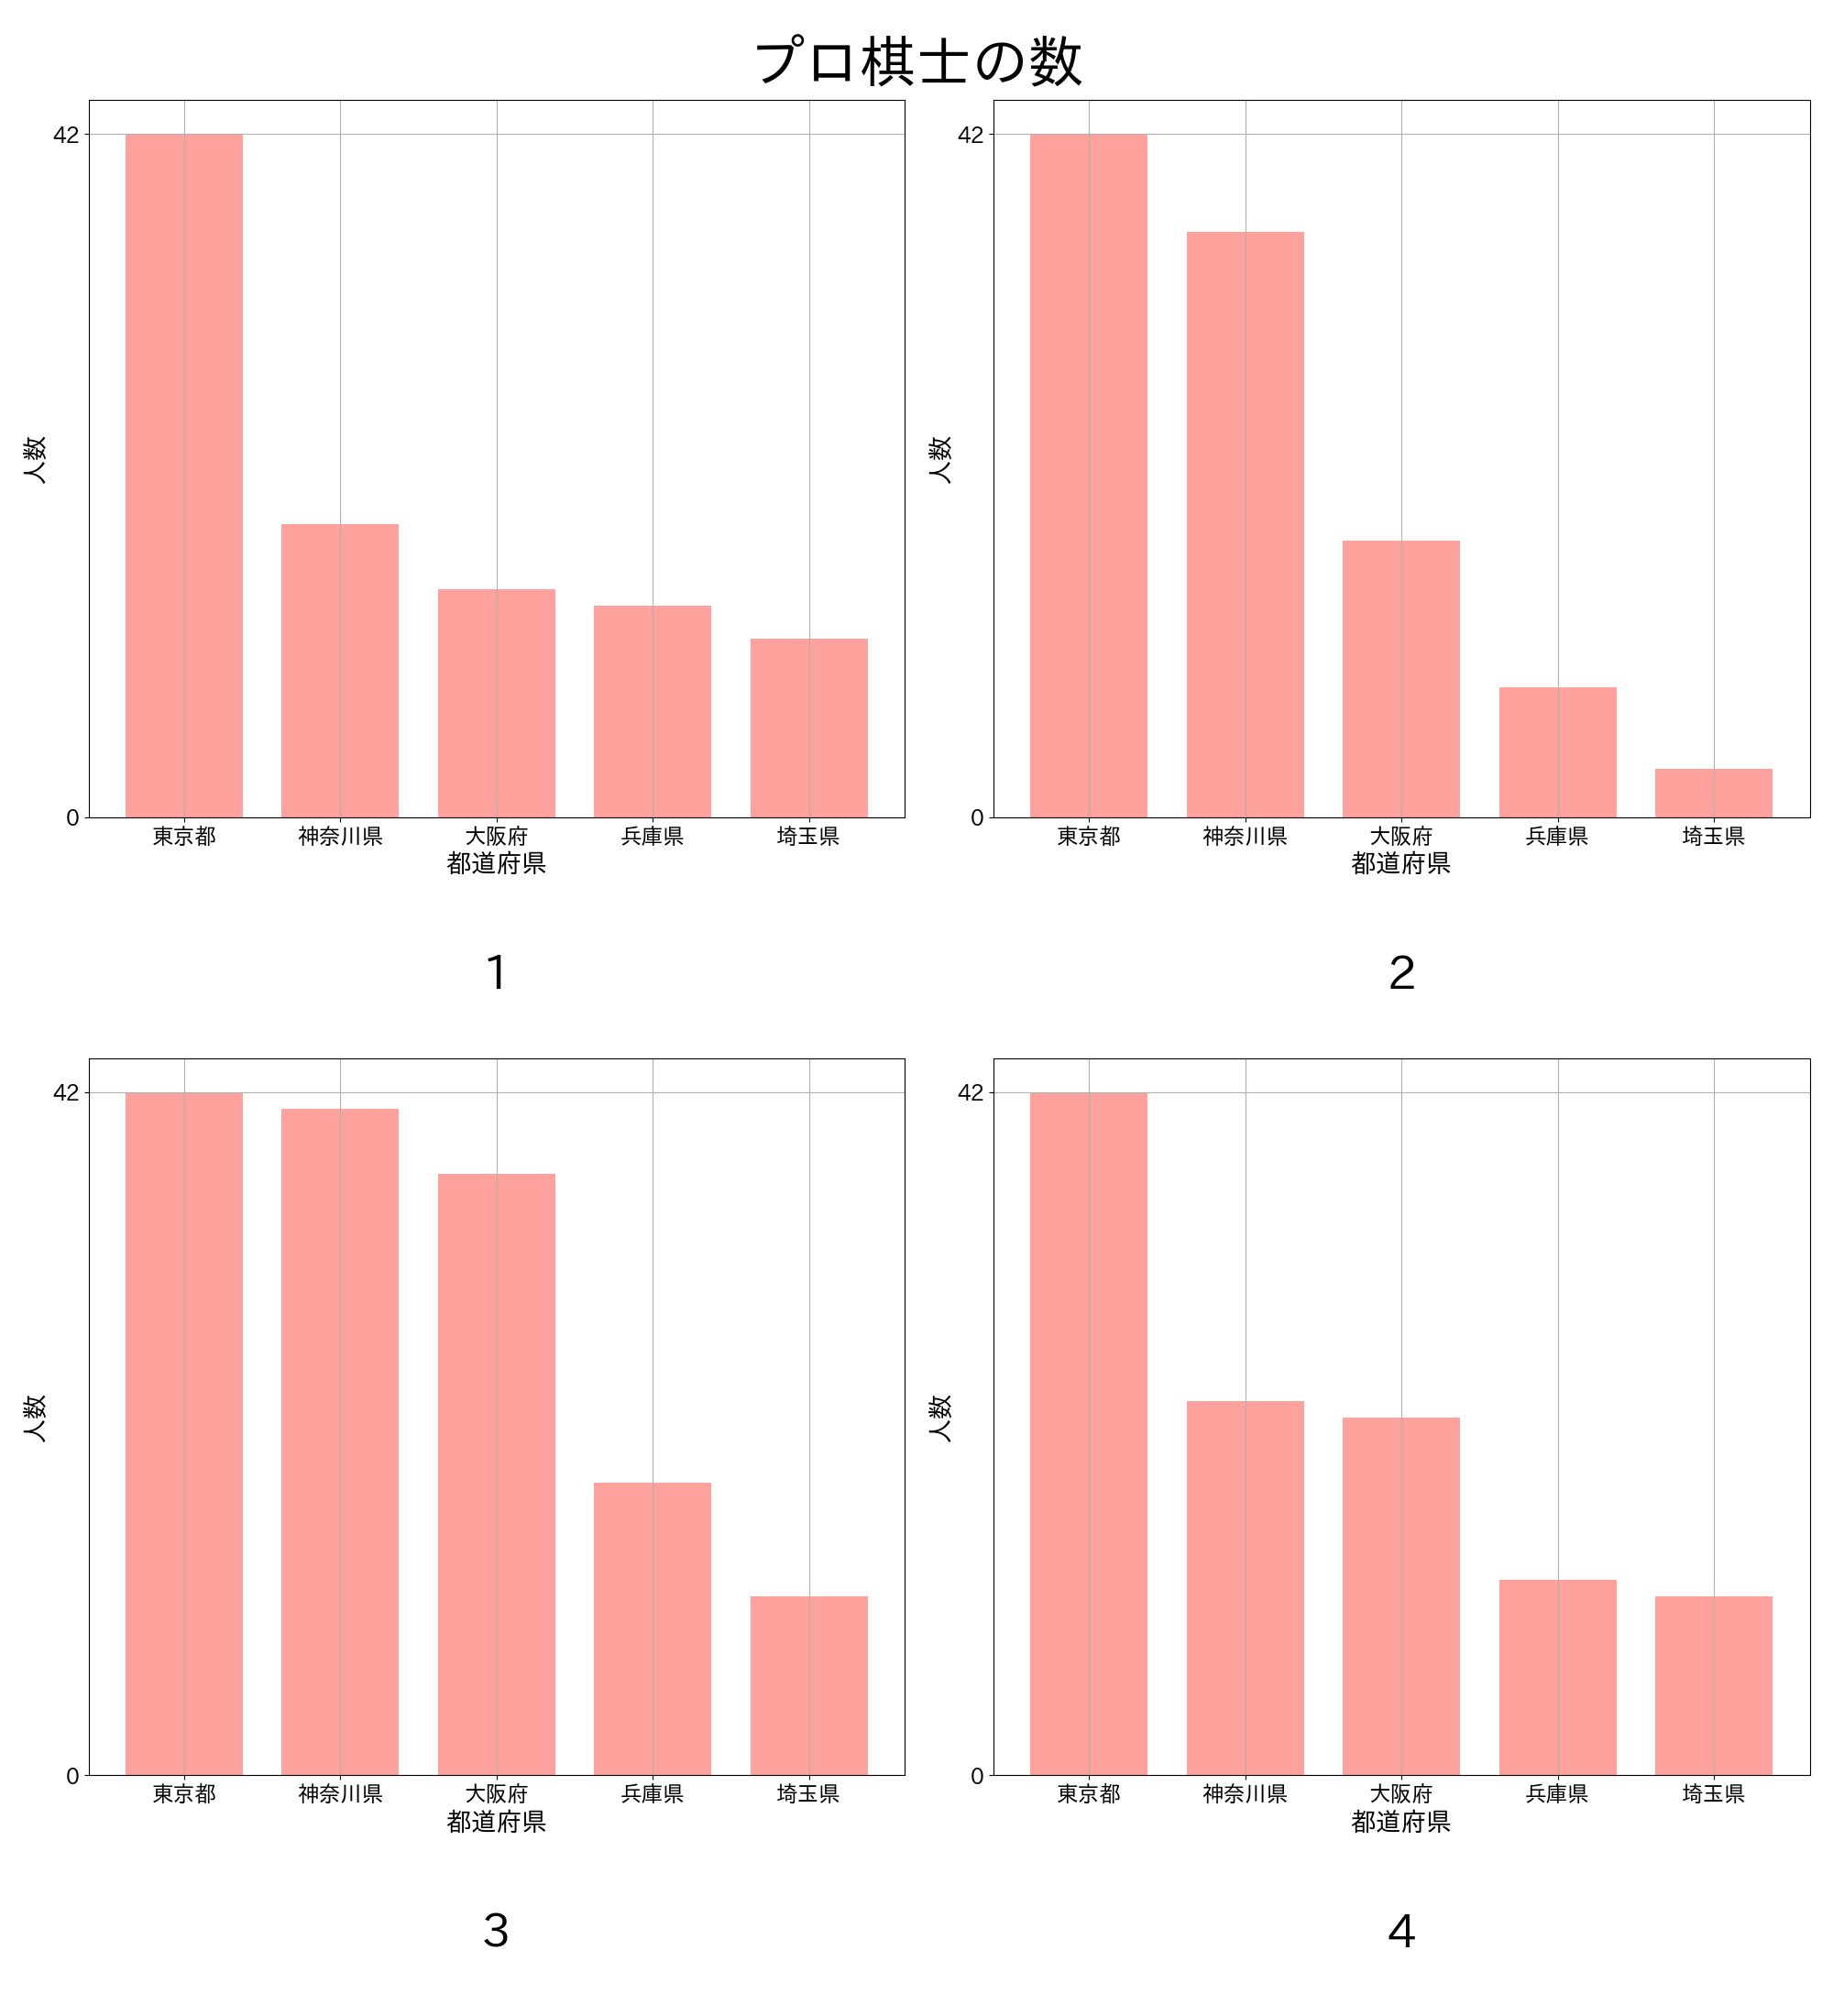 プロ棋士の数
42
0
人数
東京都 神奈川県 大阪府 兵庫県 埼玉県
都道府県
1
42
0
人数
東京都 神奈川県 大阪府 兵庫県 埼玉県
都道府県
2
42
0
人数
東京都 神奈川県 大阪府 兵庫県 埼玉県
都道府県
3
42
0
人数
東京都 神奈川県 大阪府 兵庫県 埼玉県
都道府県
4